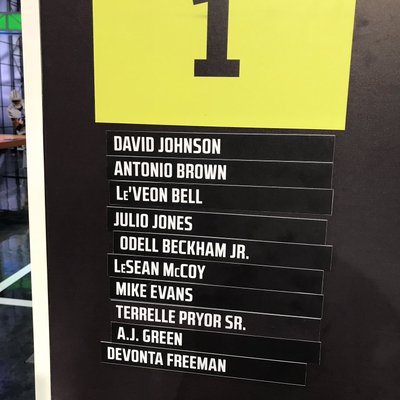 1
DAVID JOHNSON
ANTONIO BROWN
LE'VEON BELL
JULIO JONES
ODELL BECKHAM JR.
LESEAN MCCOY
MIKE EVANS
TERRELLE PRYOR SR.
A.J. GREEN
DEVONTA FREEMAN